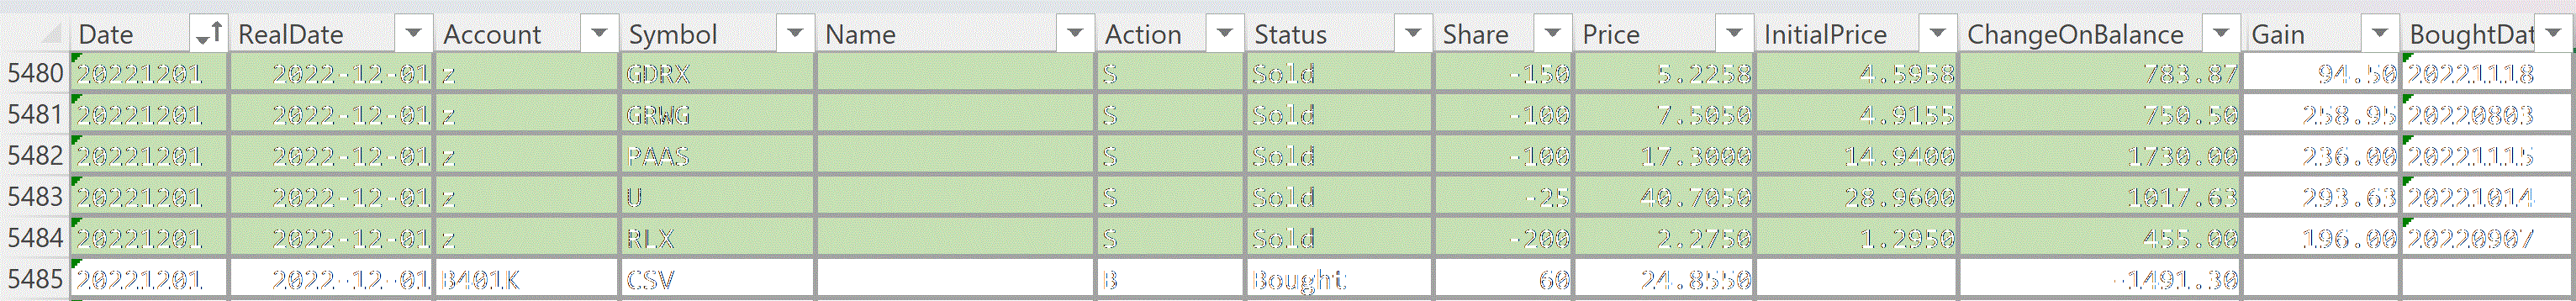 Date RealDate Account Symbol Name Action Status Share Price InitialPrice ChangeOnBalance Gain BoughtDat
5480 20221201 2022-12-01 z GDRX S Sold -150 5.2258 4.5958 783.87 94.50 20221118
5481 20221201 2022-12-01 z GRWG S Sold -100 7.5050 4.9155 750.50 258.95 20220803
5482 20221201 2022-12-01 z PAAS S Sold -100 17.3000 14.9400 1730.00 236.00 20221115
5483 20221201 2022-12-01 z U S Sold -25 40.7050 28.9600 1017.63 293.63 20221014
5484 20221201 2022-12-01 z RLX S Sold -200 2.2750 1.2950 455.00 196.00 20220907
5485 20221201 2022-12-01 B401K CSV B Bought 60 24.8550 -1491.30